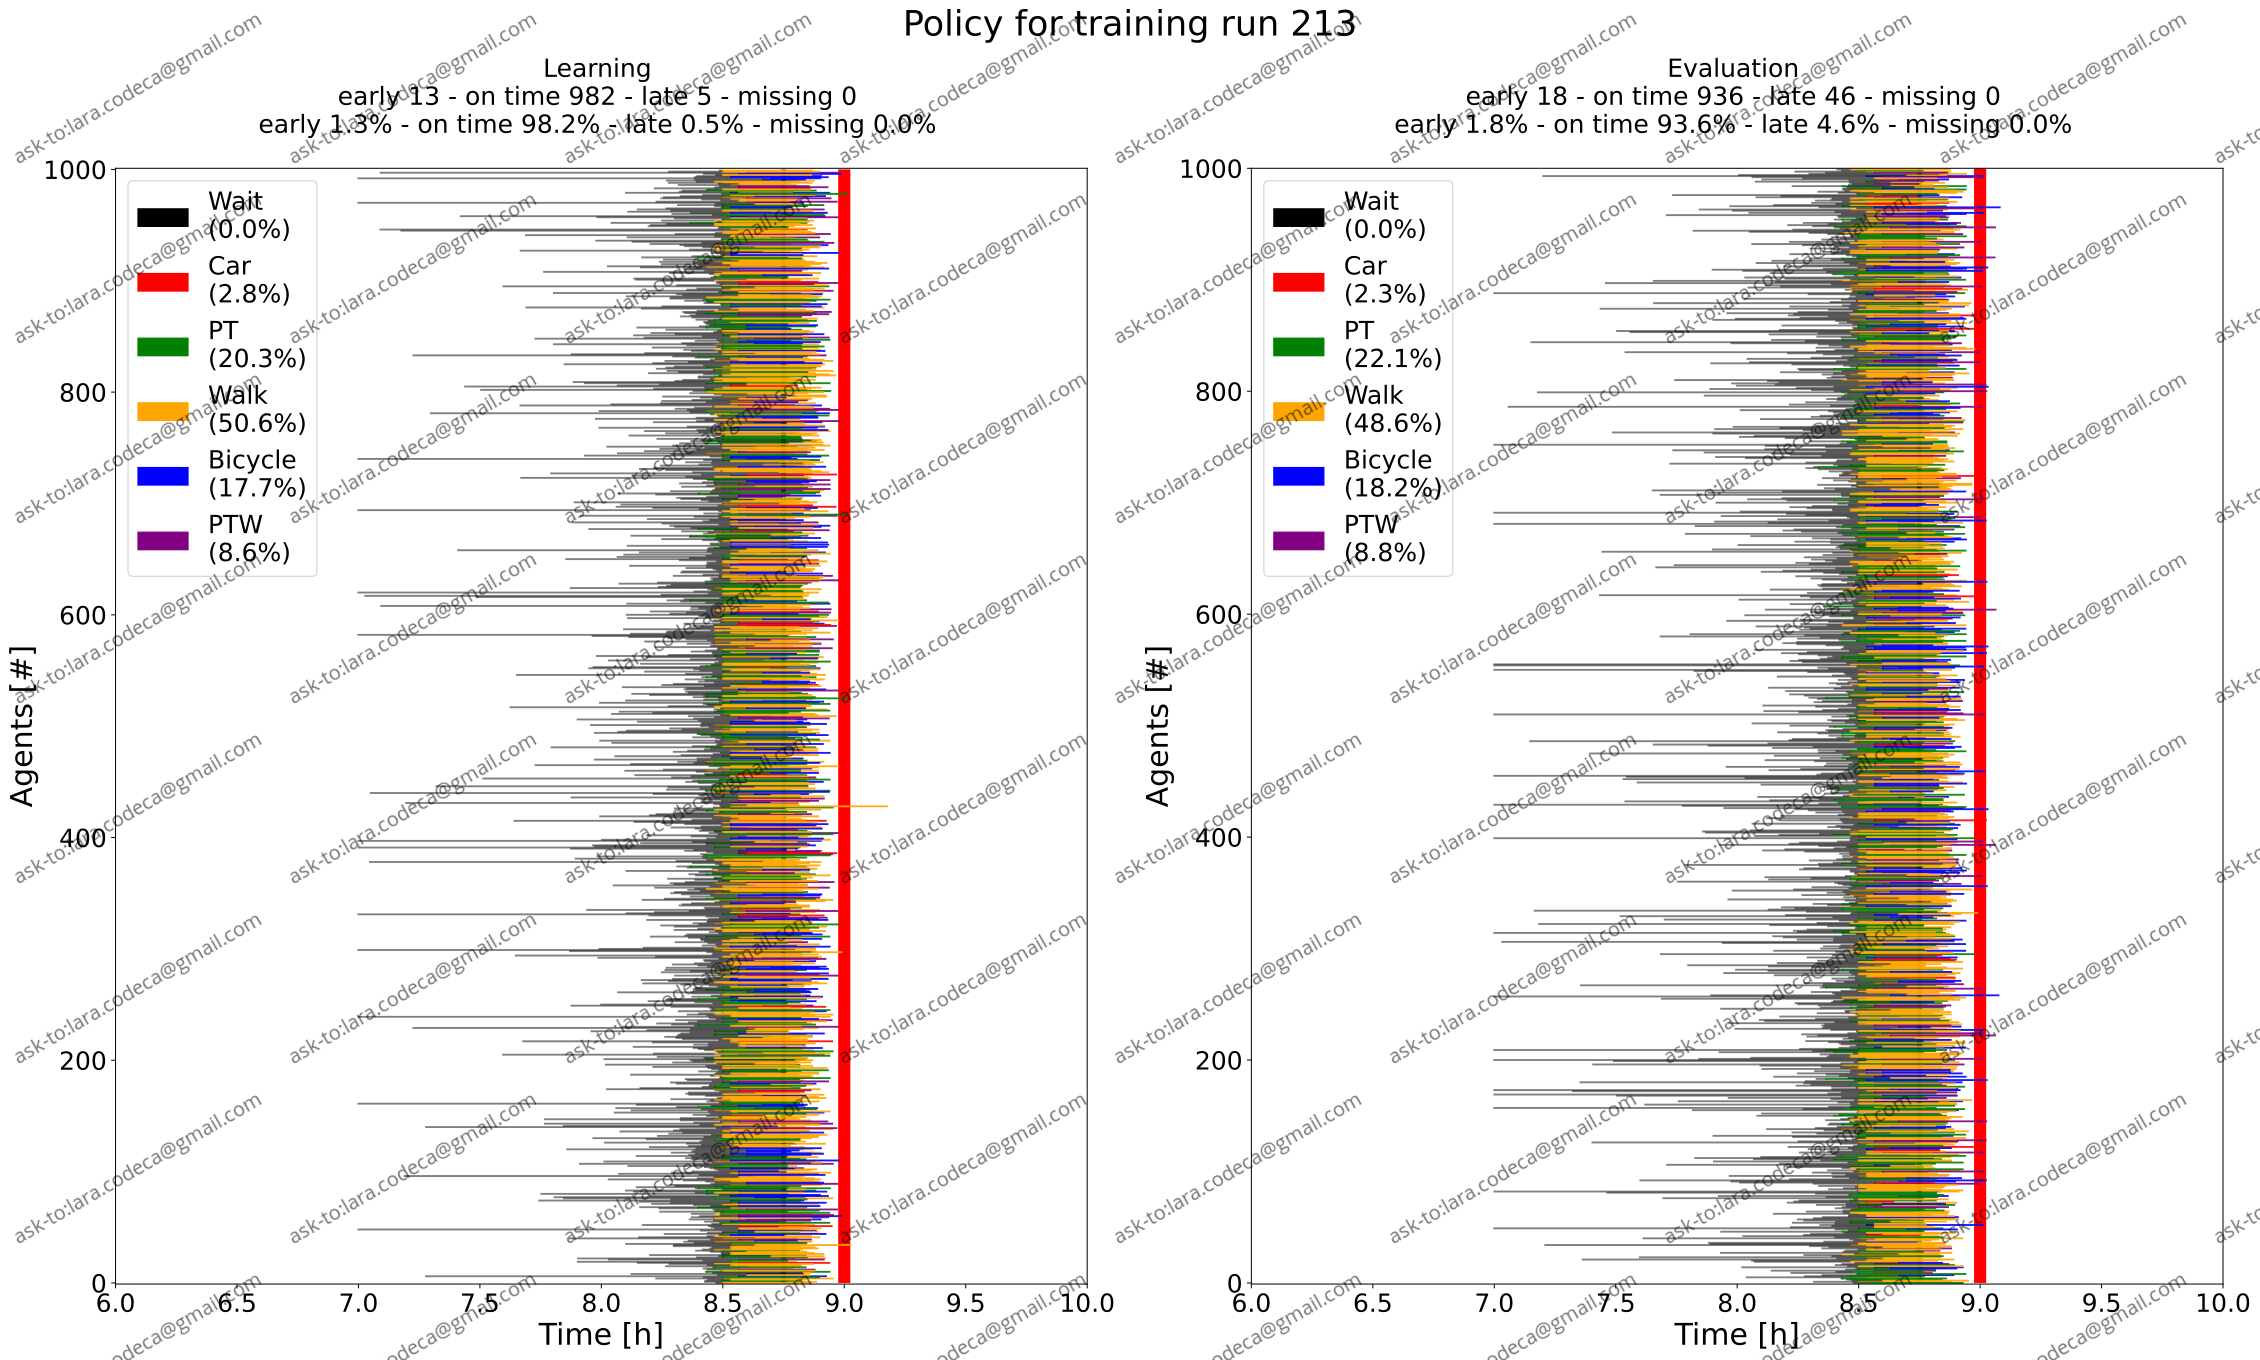 Policy for training run 213
Learning
early 13 - on time 982 - late 5 - missing 0
early 1.3% - on time 98.2% - late 0.5% - missing 0.0%
Wait
(0.0%)
Car
(2.8%)
PT
(20.3%)
Walk
(50.6%)
Bicycle
(17.7%)
PTW
(8.6%)
Agents [#]
1000
800
600
400
200
0
6.0 6.5 7.0 7.5 8.0 8.5 9.0 9.5 10.0
Time [h]
Evaluation
early 18 - on time 936 - late 46 - missing 0
early 1.8% - on time 93.6% - late 4.6% - missing 0.0%
Wait
(0.0%)
Car
(2.3%)
PT
(22.1%)
Walk
(48.6%)
Bicycle
(18.2%)
PTW
(8.8%)
Agents [#]
1000
800
600
400
200
0
6.0 6.5 7.0 7.5 8.0 8.5 9.0 9.5 10.0
Time [h]
ask-to:lara.codeca@gmail.com